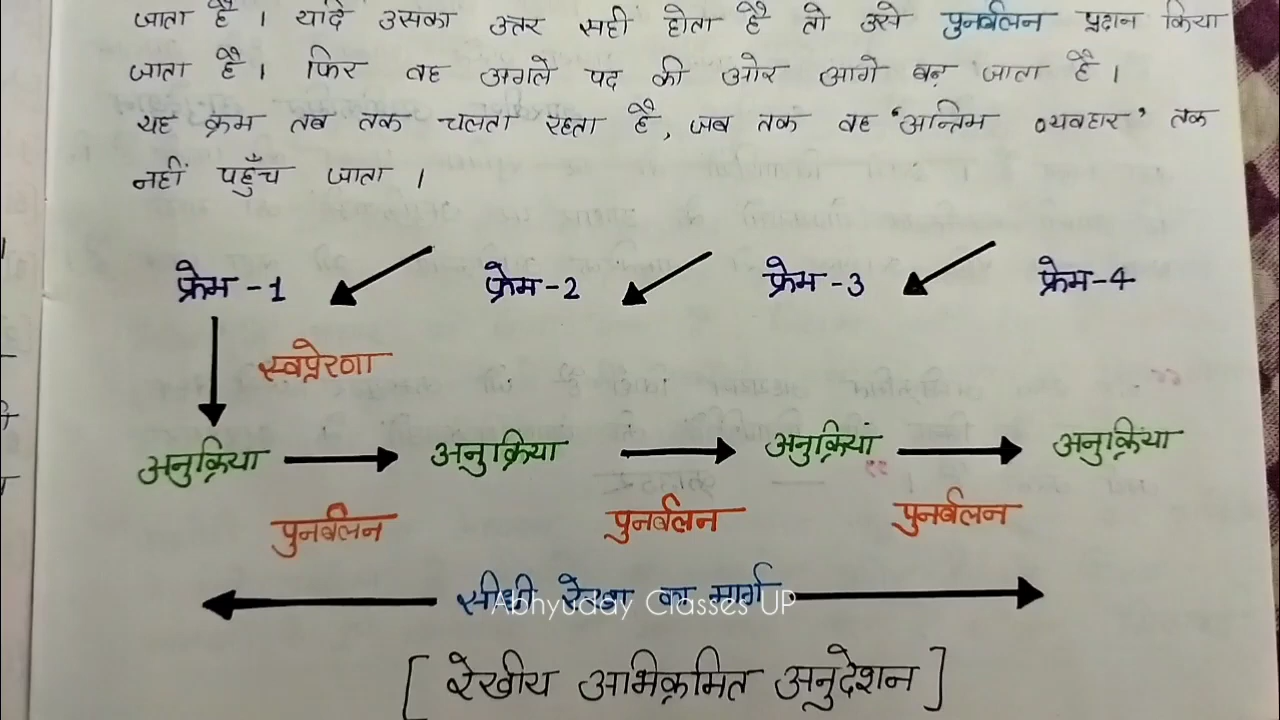 जाता है । यदि उसका उत्तर सही होता है तो उसे पुनर्बलन प्रदान किया
जाता है । फिर वह अगले पद की ओर आगे बढ़ जाता है ।
यह क्रम तब तक चलता रहता है, जब तक वह 'अन्तिम व्यवहार' तक
नहीं पहुँच जाता ।
फ्रेम -1 फ्रेम-2 फ्रेम -3 फ्रेम-4
स्वप्रेरणा
अनुक्रिया अनुक्रिया अनुक्रिया अनुक्रिया
पुनर्बलन पुनर्बलन पुनर्बलन
सीधी रेखा का मार्ग
Abhyuday Classes UP
[ रेखीय अभिक्रमित अनुदेशन ]